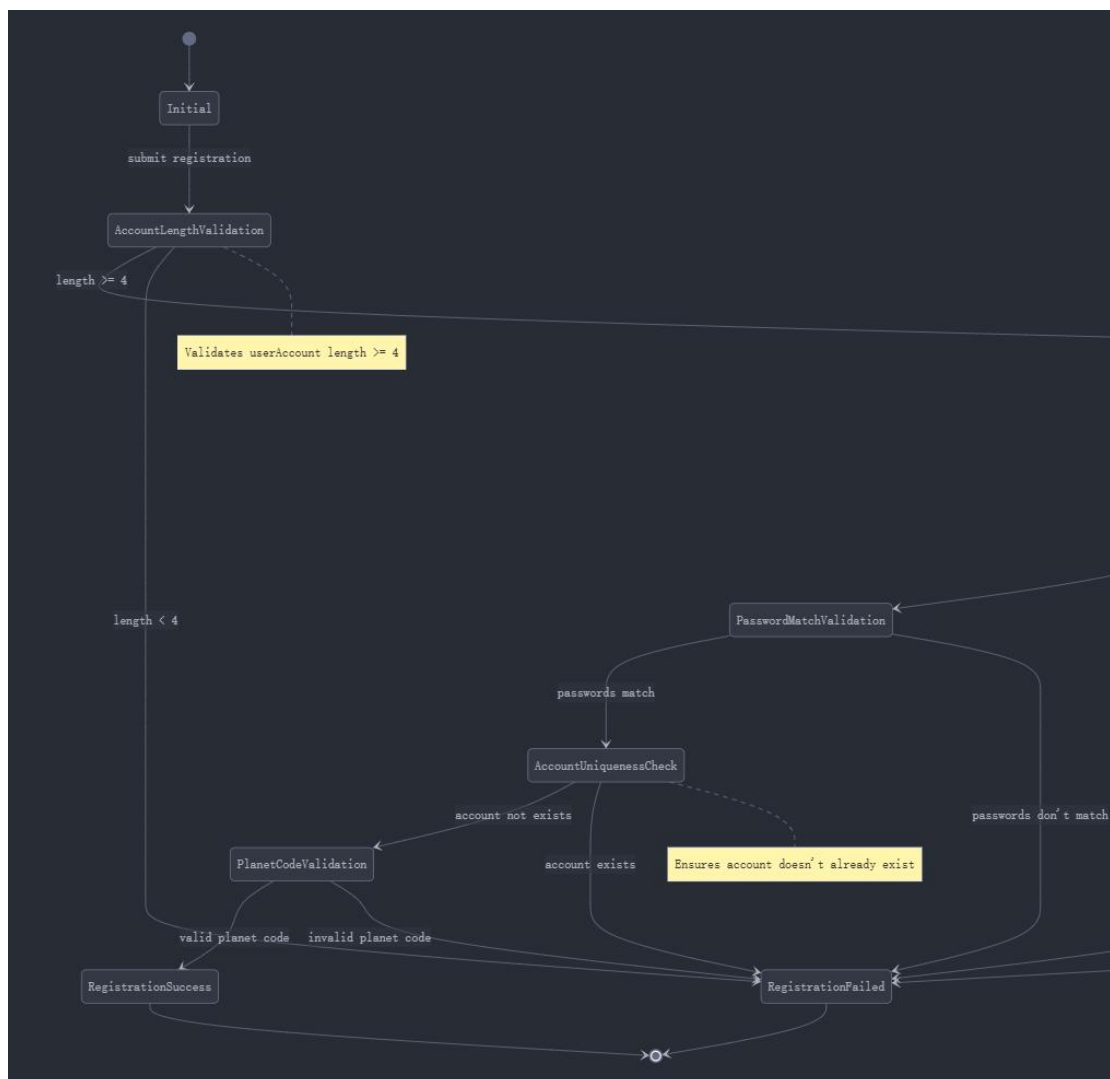 Initial
submit registration
AccountLengthValidation
length >= 4
Validates userAccount length >= 4
length < 4
PasswordMatchValidation
passwords match
AccountUniquenessCheck
account not exists
passwords don't match
PlanetCodeValidation
account exists
Ensures account doesn't already exist
valid planet code
invalid planet code
RegistrationSuccess
RegistrationFailed